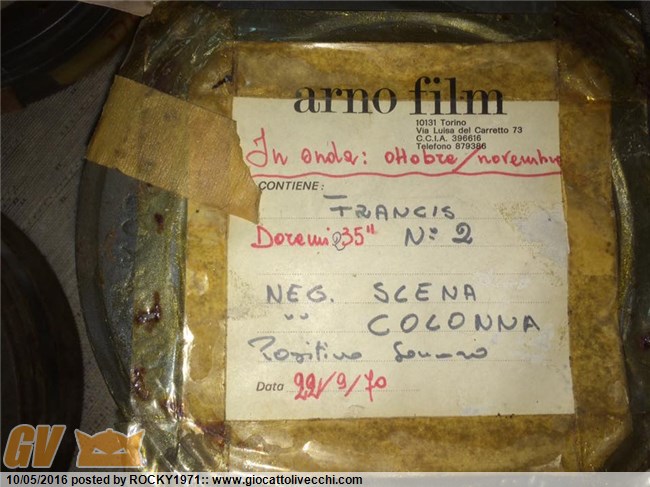 arno film
10131 Torino
Via Luisa del Carretto 73
C.C.I.A. 396616
Telefono 879386
In onda: ottobre/novembre
CONTIENE:
FRANCIS
Doremi 35" N° 2
NEG. SCENA
" COLONNA
Positivo Sonoro
Data 22/9/70
GV
10/05/2016 posted by ROCKY1971:: www.giocattolivecchi.com